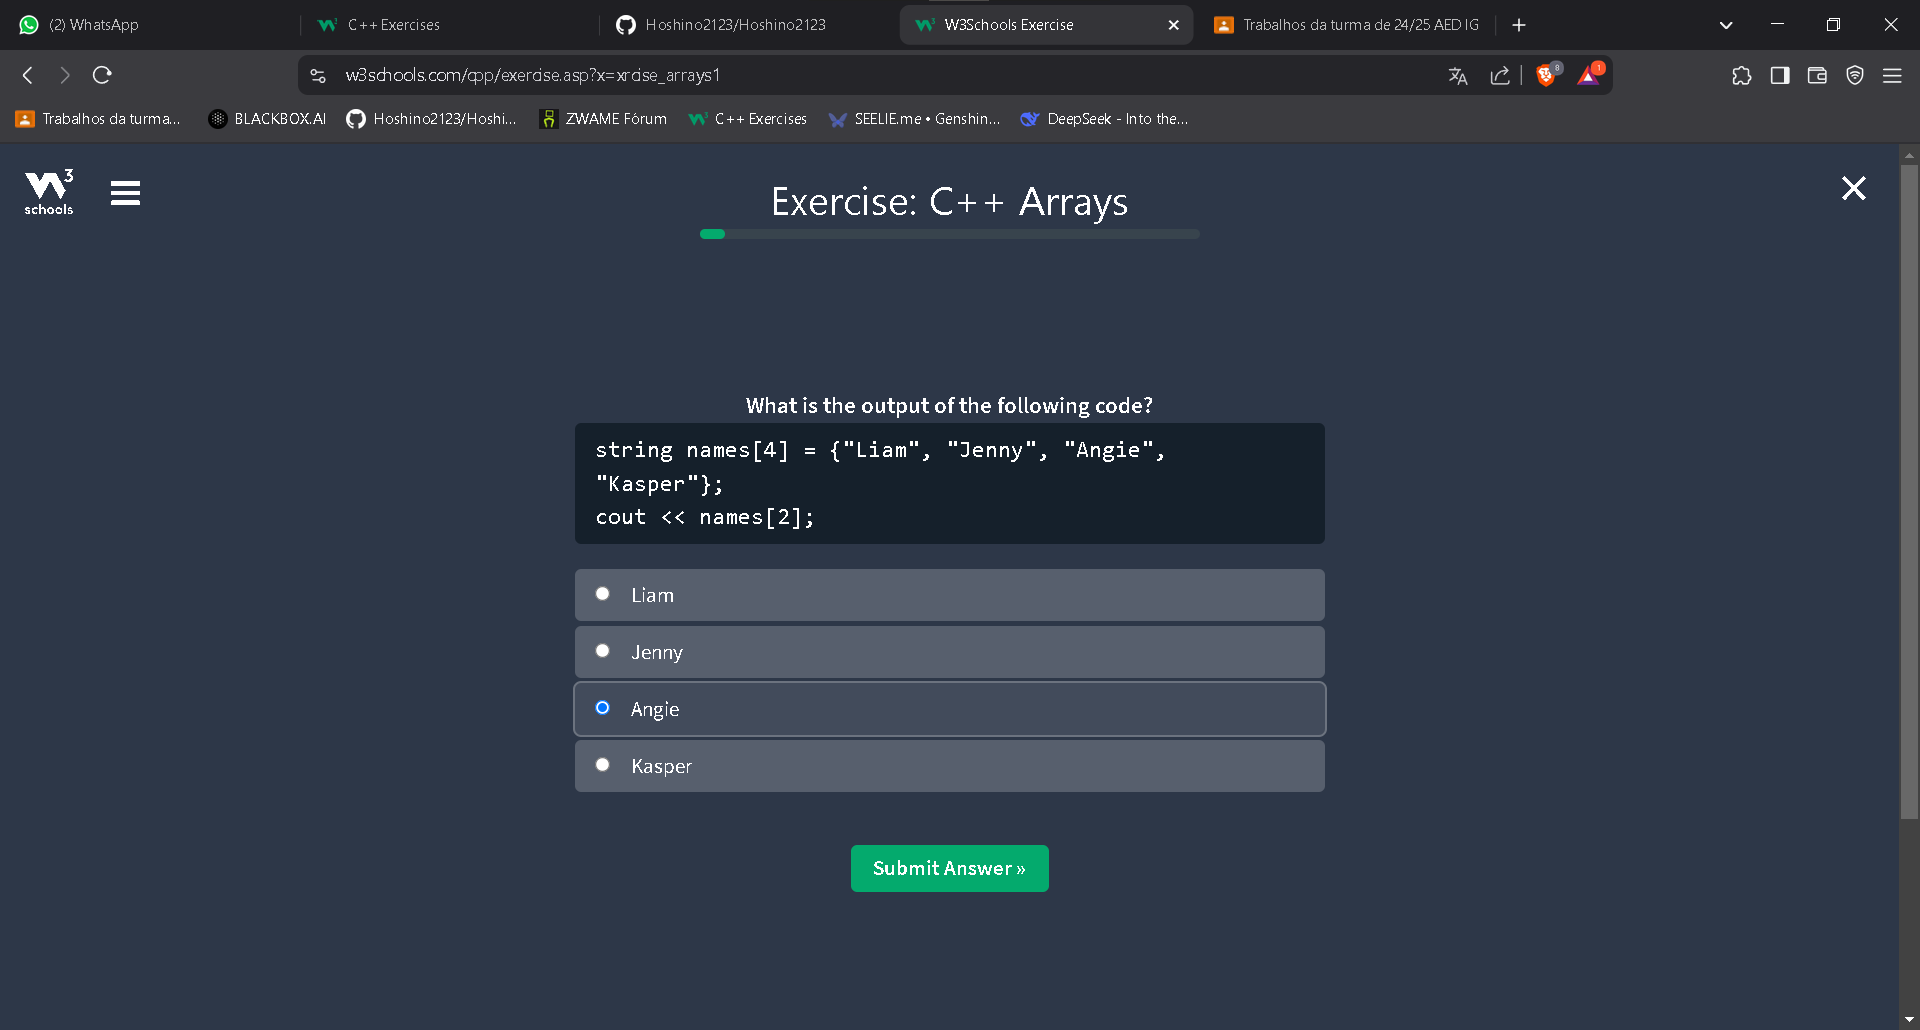 (2) WhatsApp
C++ Exercises
Hoshino2123/Hoshino2123
W3Schools Exercise
Trabalhos da turma de 24/25 AED IG
w3schools.com/cpp/exercise.asp?x=xrcise_arrays1
8
1
Trabalhos da turma...
BLACKBOX.AI
Hoshino2123/Hoshi...
ZWAME Fórum
C++ Exercises
SEELIE.me • Genshin...
DeepSeek - Into the...
3
schools
Exercise: C++ Arrays
What is the output of the following code?
string names[4] = {"Liam", "Jenny", "Angie",
"Kasper"};
cout << names[2];
Liam
Jenny
Angie
Kasper
Submit Answer »